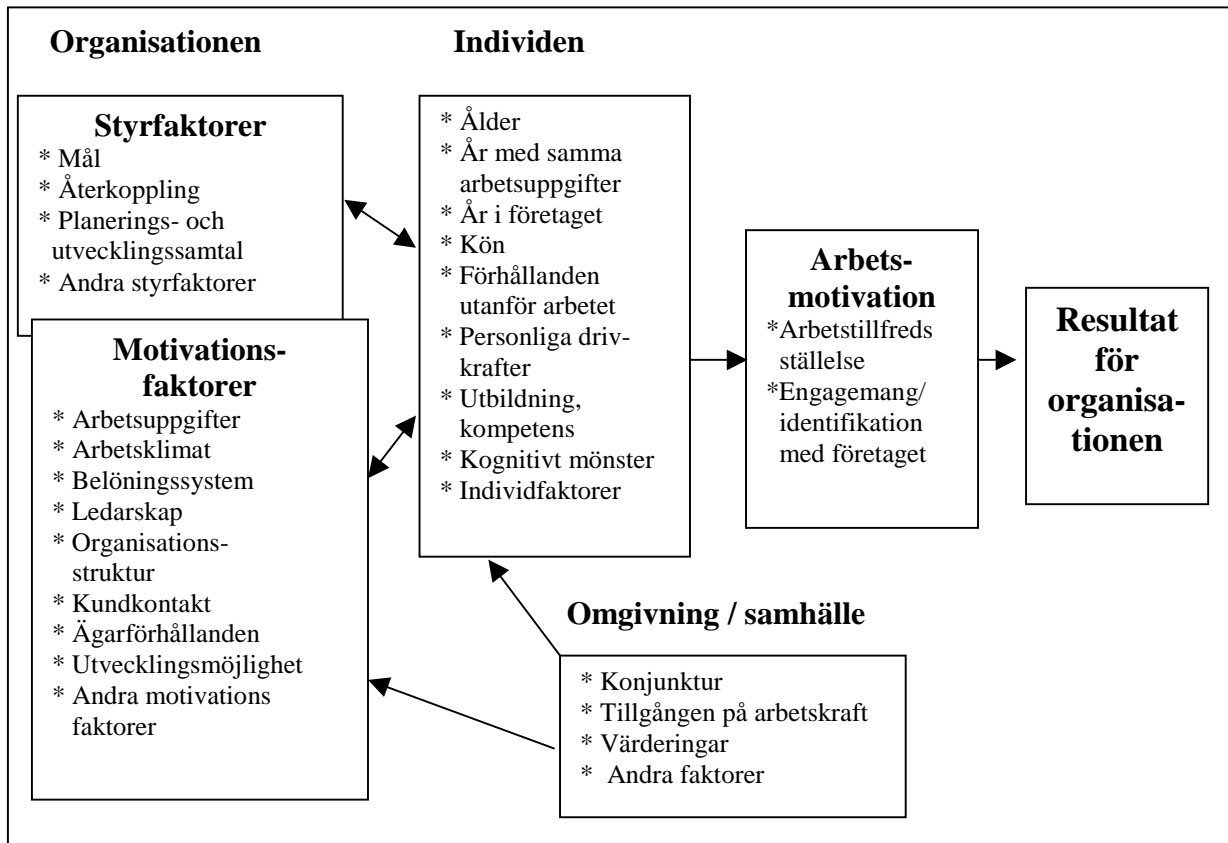 Organisationen
Individen
Styrfaktorer
* Mål
* Återkoppling
* Planerings- och
utvecklingssamtal
* Andra styrfaktorer
Motivations-
faktorer
* Arbetsuppgifter
* Arbetsklimat
* Belöningssystem
* Ledarskap
* Organisations-
struktur
* Kundkontakt
* Ägarförhållanden
* Utvecklingsmöjlighet
* Andra motivations
faktorer
* Ålder
* År med samma
arbetsuppgifter
* År i företaget
* Kön
* Förhållanden
utanför arbetet
* Personliga driv-
krafter
* Utbildning,
kompetens
* Kognitivt mönster
* Individfaktorer
Arbets-
motivation
*Arbetstillfreds
ställelse
*Engagemang/
identifikation
med företaget
Resultat
för
organisa-
tionen
Omgivning / samhälle
* Konjunktur
* Tillgången på arbetskraft
* Värderingar
* Andra faktorer